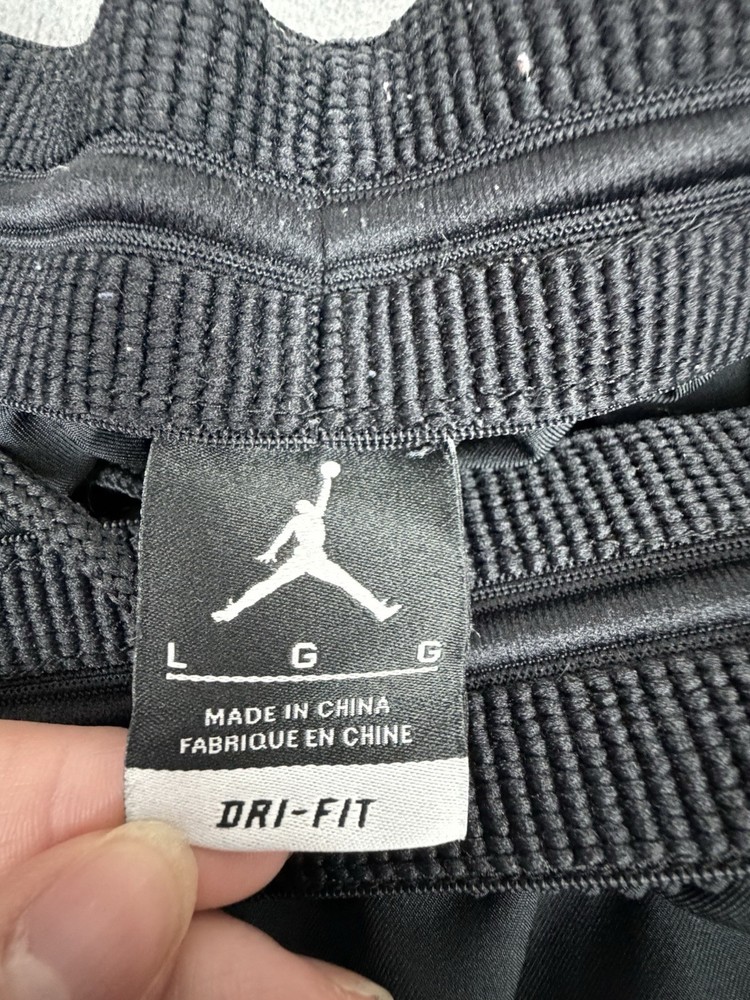 L G G
MADE IN CHINA
FABRIQUE EN CHINE
DRI-FIT